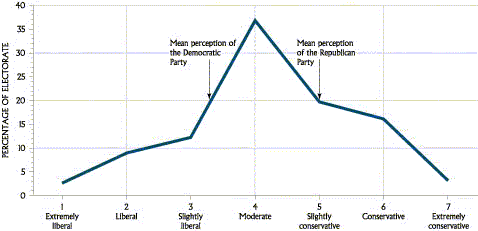 PERCENTAGE OF ELECTORATE
40
35
30
25
20
15
10
5
0
Mean perception of
the Democratic
Party
Mean perception
of the Republican
Party
1
Extremely
liberal
2
Liberal
3
Slightly
liberal
4
Moderate
5
Slightly
conservative
6
Conservative
7
Extremely
conservative